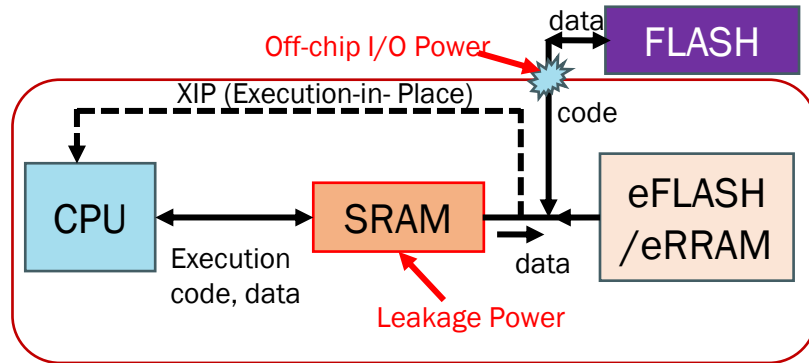 data
FLASH
Off-chip I/O Power
XIP (Execution-in- Place)
code
CPU
SRAM
eFLASH
/eRRAM
Execution
code, data
data
Leakage Power